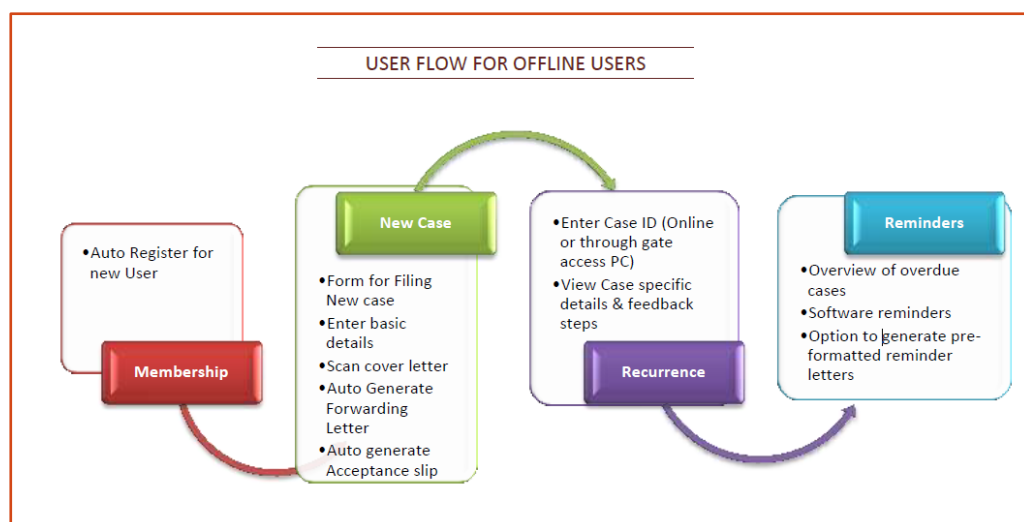 USER FLOW FOR OFFLINE USERS
•Auto Register for
new User
Membership
New Case
•Form for Filing
New case
•Enter basic
details
•Scan cover letter
•Auto Generate
Forwarding
Letter
•Auto generate
Acceptance slip
•Enter Case ID (Online
or through gate
access PC)
•View Case specific
details & feedback
steps
Recurrence
Reminders
•Overview of overdue
cases
•Software reminders
•Option to generate pre-
formatted reminder
letters